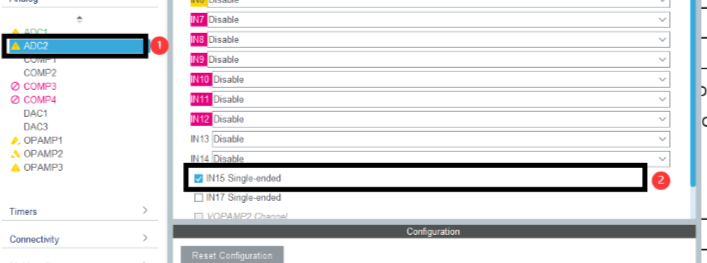 Analog
ADC1
ADC2
1
COMP1
COMP2
COMP3
COMP4
DAC1
DAC3
OPAMP1
OPAMP2
OPAMP3
Timers
Connectivity
IN6 Disable
IN7 Disable
IN8 Disable
IN9 Disable
IN10 Disable
IN11 Disable
IN12 Disable
IN13 Disable
IN14 Disable
IN15 Single-ended
2
IN17 Single-ended
VOPAMP2 Channel
Configuration
Reset Configuration